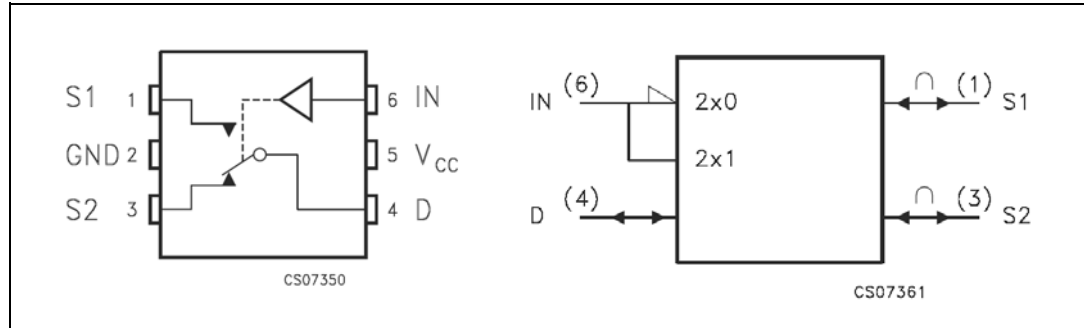 S1 1
GND 2
S2 3
6 IN
5 VCC
4 D
CS07350
IN (6)
D (4)
2x0
2x1
∩ (1) S1
∩ (3) S2
CS07361